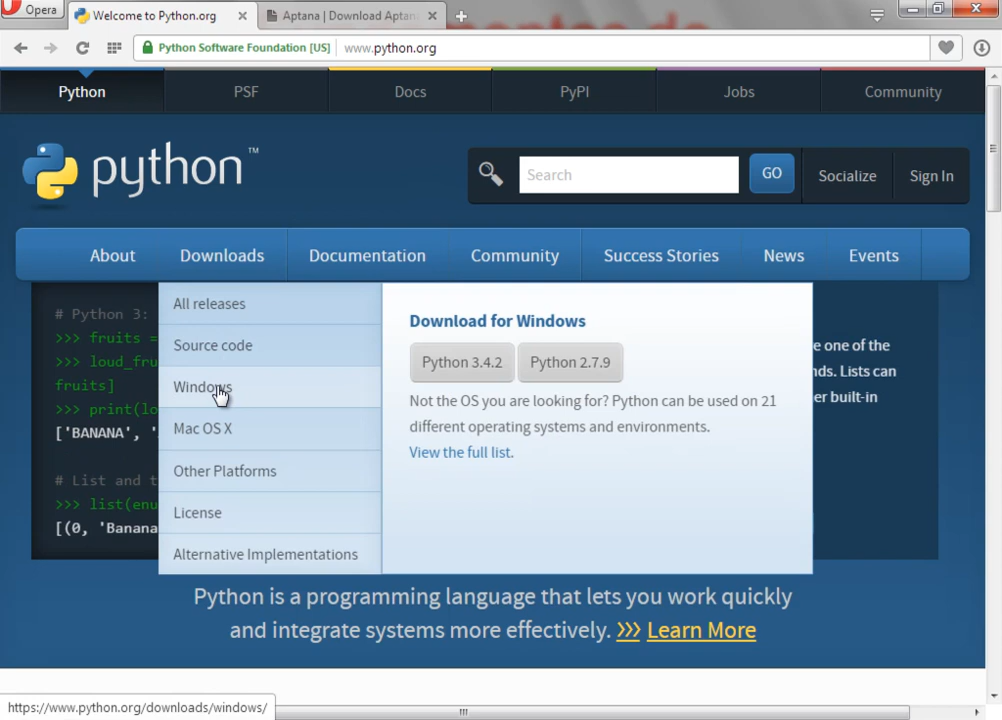 Opera
Welcome to Python.org
Aptana | Download Aptan
Python Software Foundation [US]
www.python.org
Python
PSF
Docs
PyPI
Jobs
Community
python™
Search
GO
Socialize
Sign In
About
Downloads
Documentation
Community
Success Stories
News
Events
# Python 3:
>>> fruits =
>>> loud_fru
fruits]
>>> print(lo
['BANANA', '
# List and t
>>> list(enu
[(0, 'Banana
All releases
Source code
Windows
Mac OS X
Other Platforms
License
Alternative Implementations
Download for Windows
Python 3.4.2
Python 2.7.9
Not the OS you are looking for? Python can be used on 21
different operating systems and environments.
View the full list.
e one of the
nds. Lists can
er built-in
Python is a programming language that lets you work quickly
and integrate systems more effectively. >>> Learn More
https://www.python.org/downloads/windows/